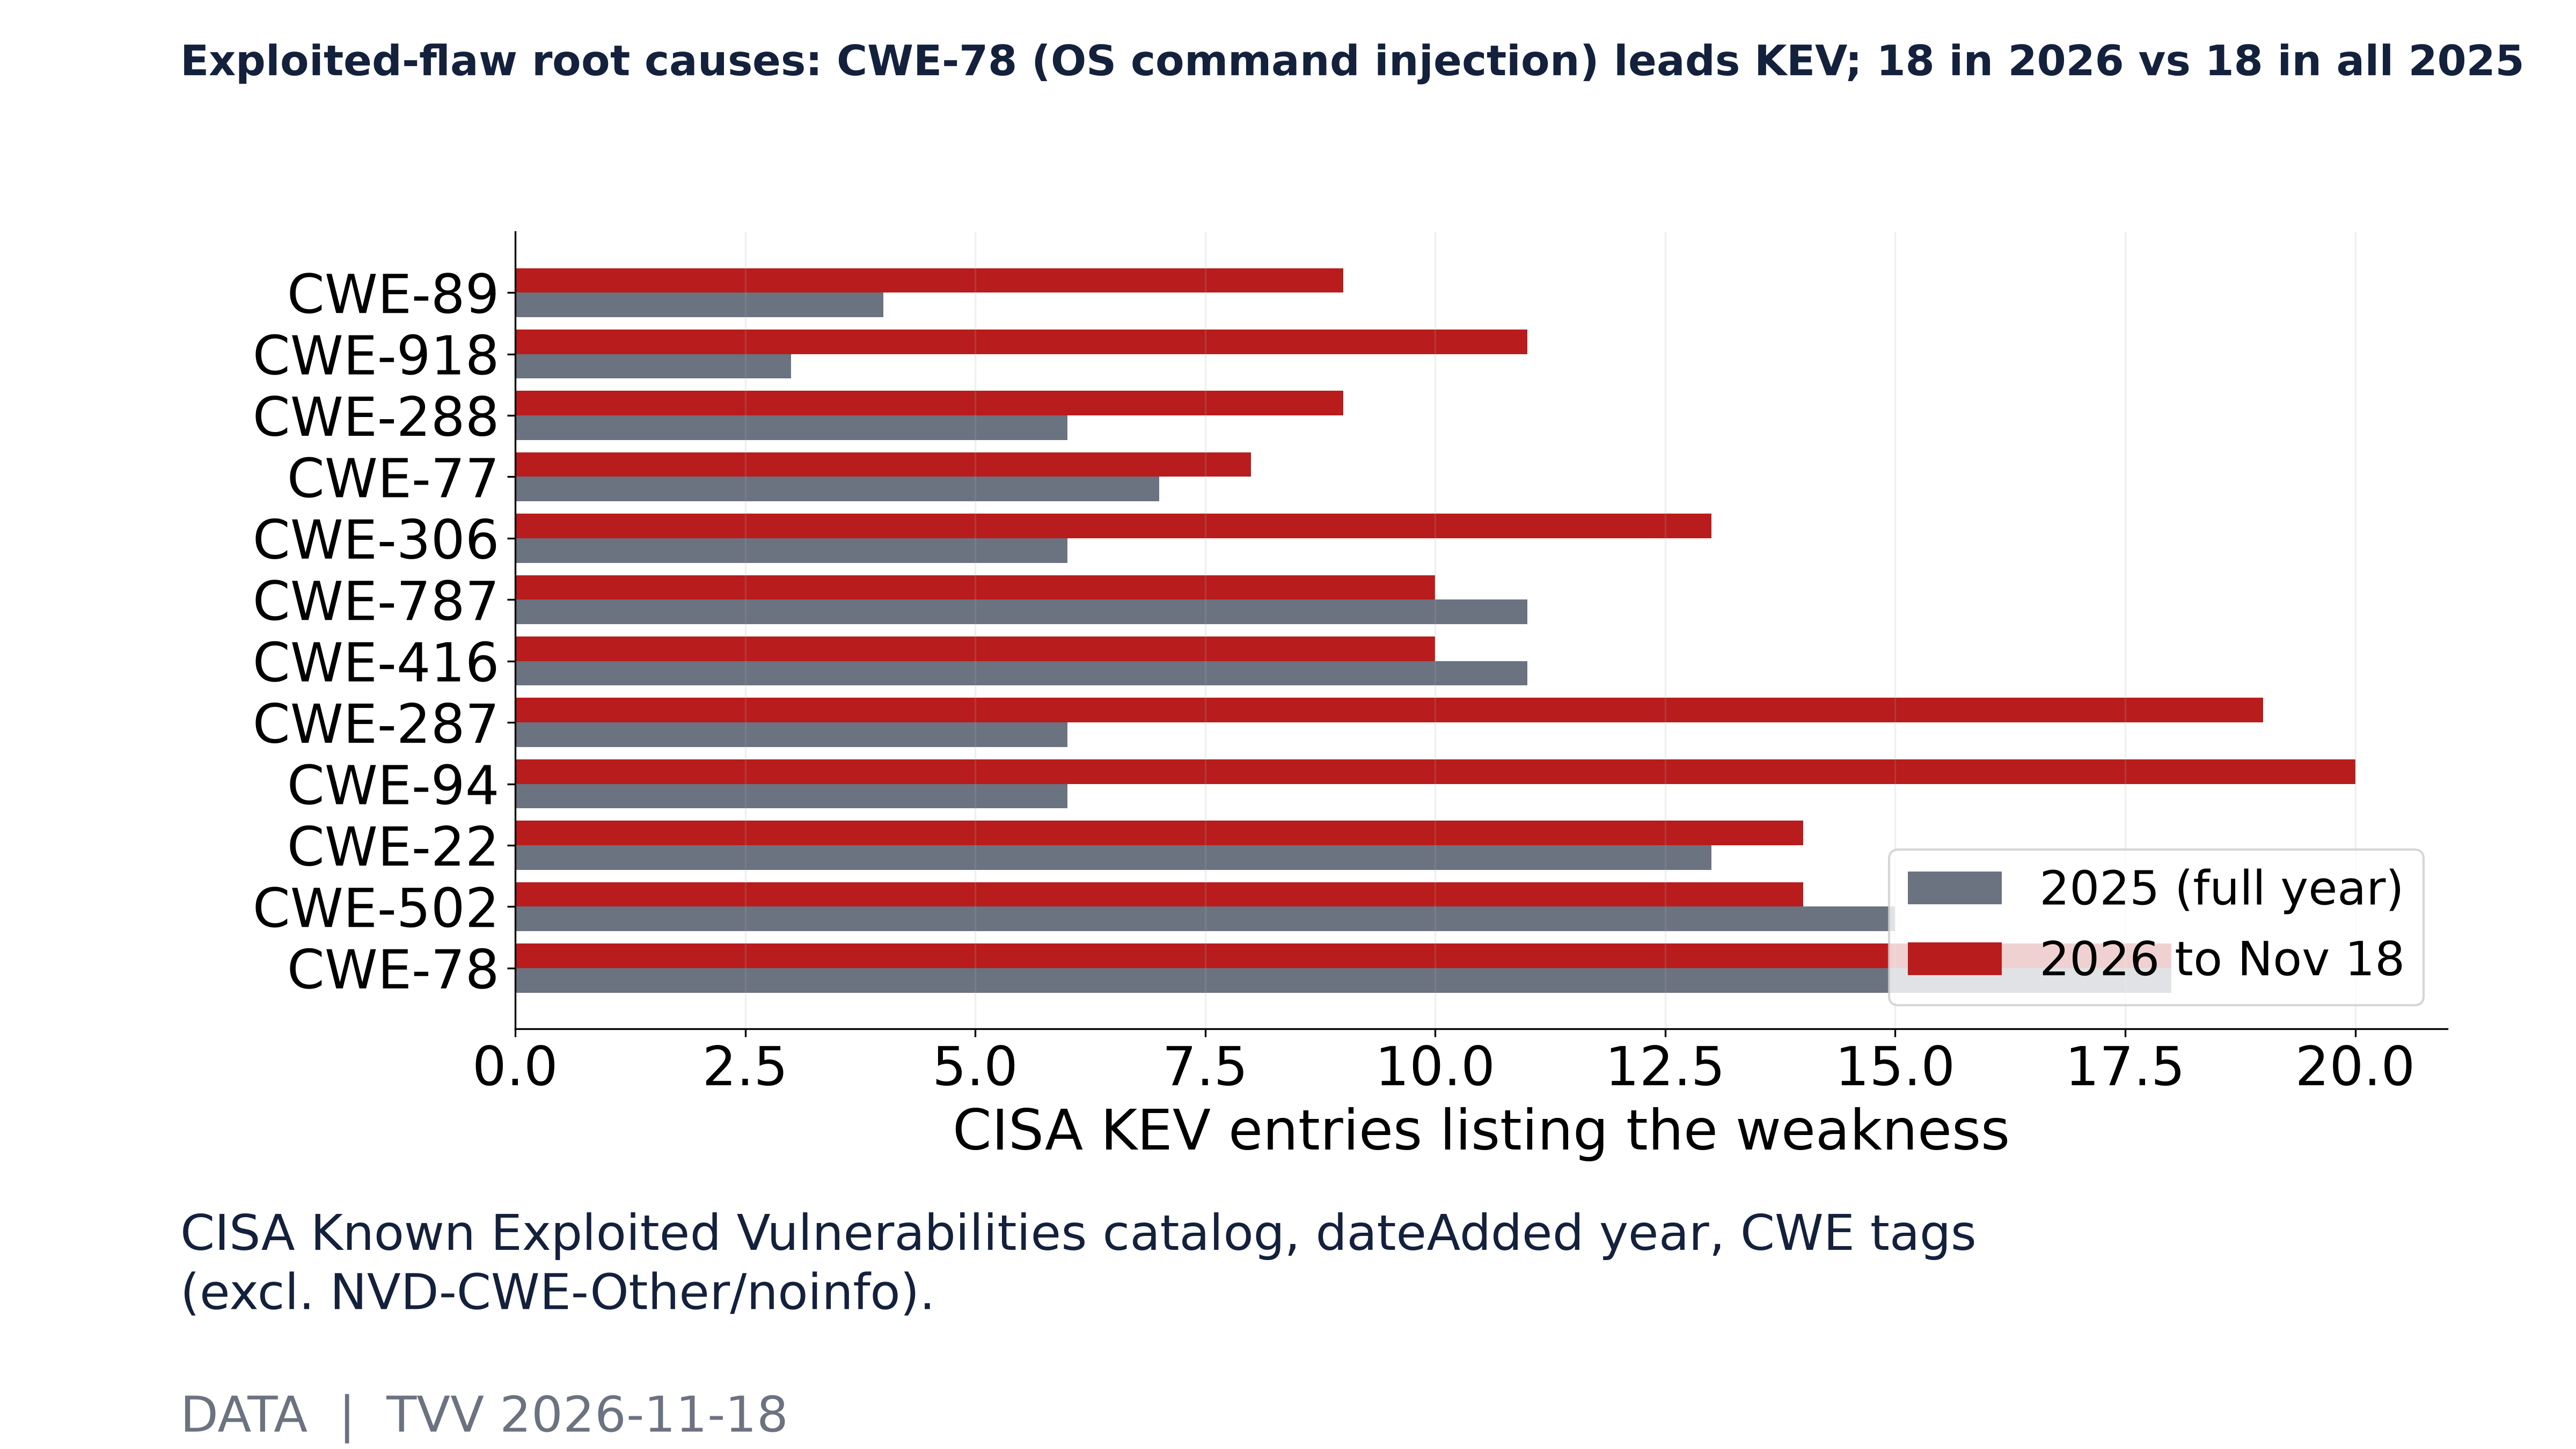 Exploited-flaw root causes: CWE-78 (OS command injection) leads KEV; 18 in 2026 vs 18 in all 2025
CWE-89
CWE-918
CWE-288
CWE-77
CWE-306
CWE-787
CWE-416
CWE-287
CWE-94
CWE-22
CWE-502
CWE-78
2025 (full year)
2026 to Nov 18
0.0 2.5 5.0 7.5 10.0 12.5 15.0 17.5 20.0
CISA KEV entries listing the weakness
CISA Known Exploited Vulnerabilities catalog, dateAdded year, CWE tags
(excl. NVD-CWE-Other/noinfo).
DATA | TVV 2026-11-18